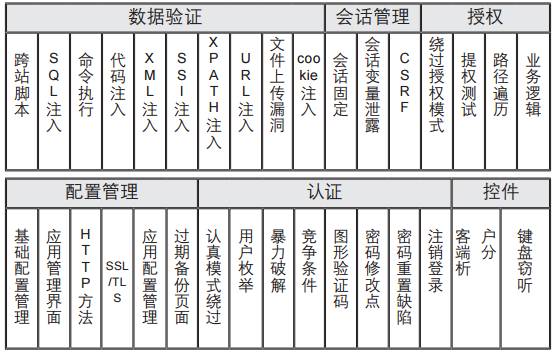 数据验证 会话管理 授权
跨站脚本
SQL注入
命令执行
代码注入
XML注入
SSI注入
XPATH注入
URL注入
文件上传漏洞
cookie注入
会话固定
会话变量泄露
CSRF
绕过授权模式
提权测试
路径遍历
业务逻辑
配置管理 认证 控件
基础配置管理
应用管理界面
HTTP方法
SSL/TLS
应用配置管理
过期备份页面
认真模式绕过
用户枚举
暴力破解
竞争条件
图形验证码
密码修改点
密码重置缺陷
注销登录
客户端分析
键盘窃听